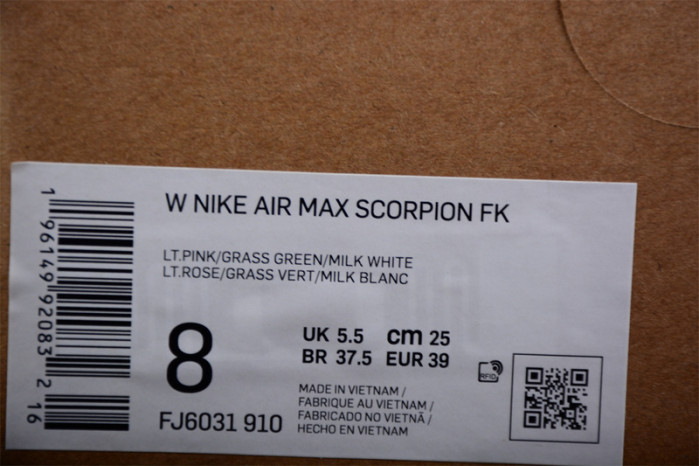 W NIKE AIR MAX SCORPION FK
LT.PINK/GRASS GREEN/MILK WHITE
LT.ROSE/GRASS VERT/MILK BLANC
8
UK 5.5 cm 25
BR 37.5 EUR 39
FJ6031 910
MADE IN VIETNAM /
FABRIQUE AU VIETNAM /
FABRICADO NO VIETNÃ /
HECHO EN VIETNAM
RFID
1 96149 92083 2 16